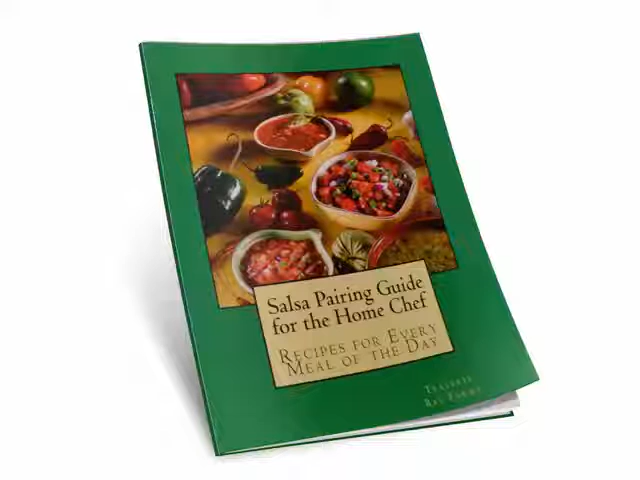 Salsa Pairing Guide
for the Home Chef
Recipes for Every
Meal of the Day